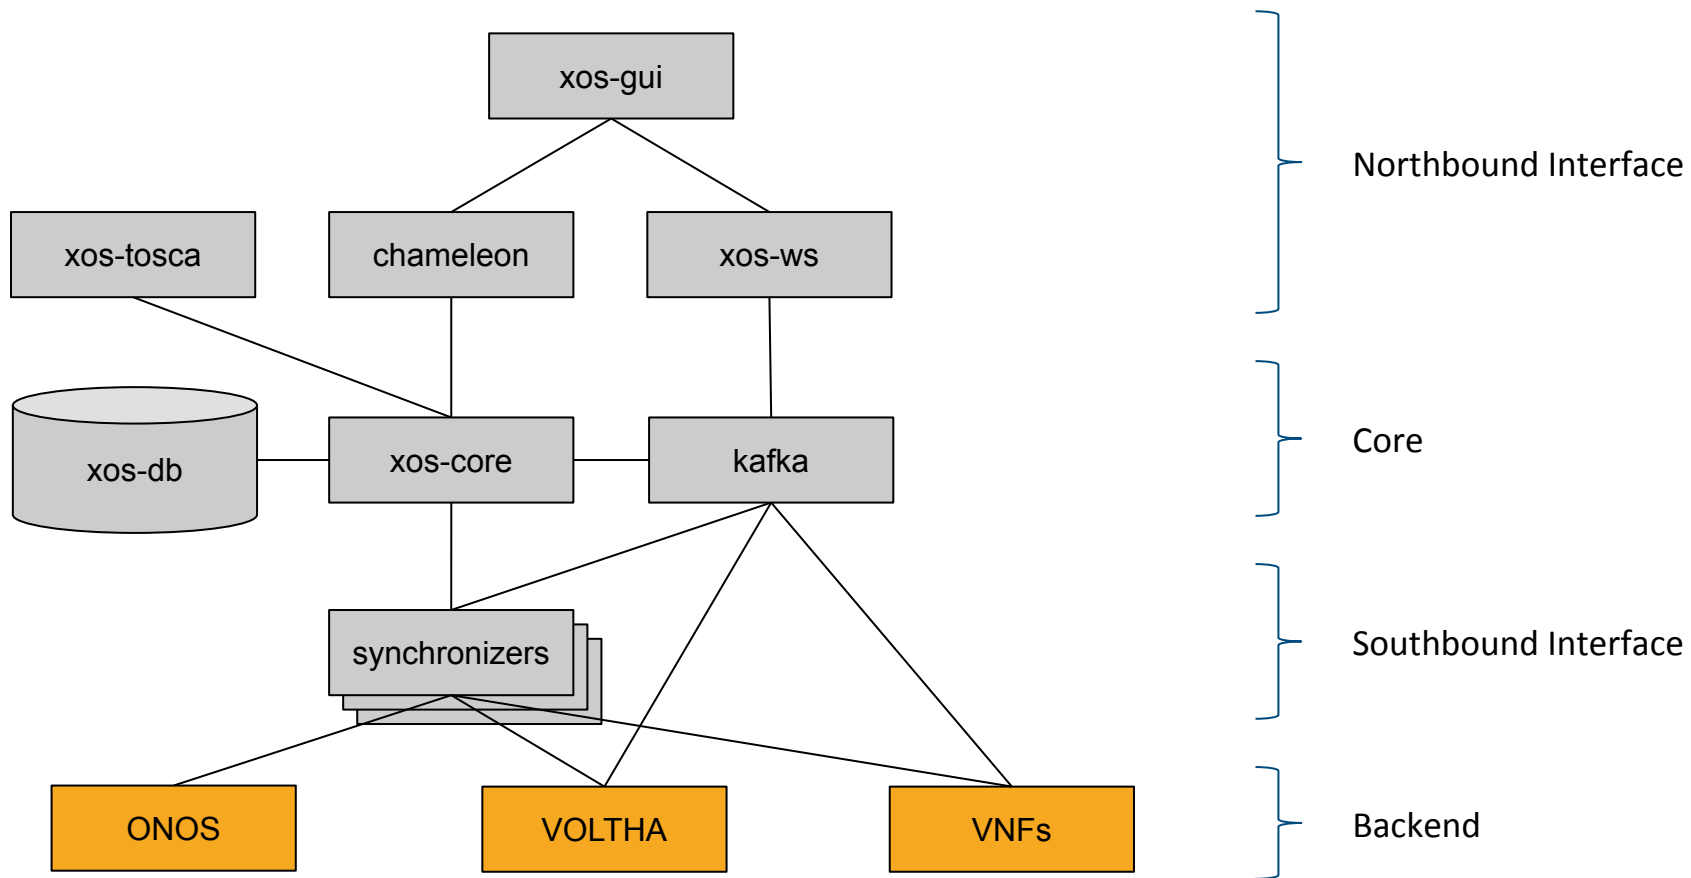 xos-gui
Northbound Interface
xos-tosca
chameleon
xos-ws
xos-db
xos-core
kafka
Core
synchronizers
Southbound Interface
ONOS
VOLTHA
VNFs
Backend